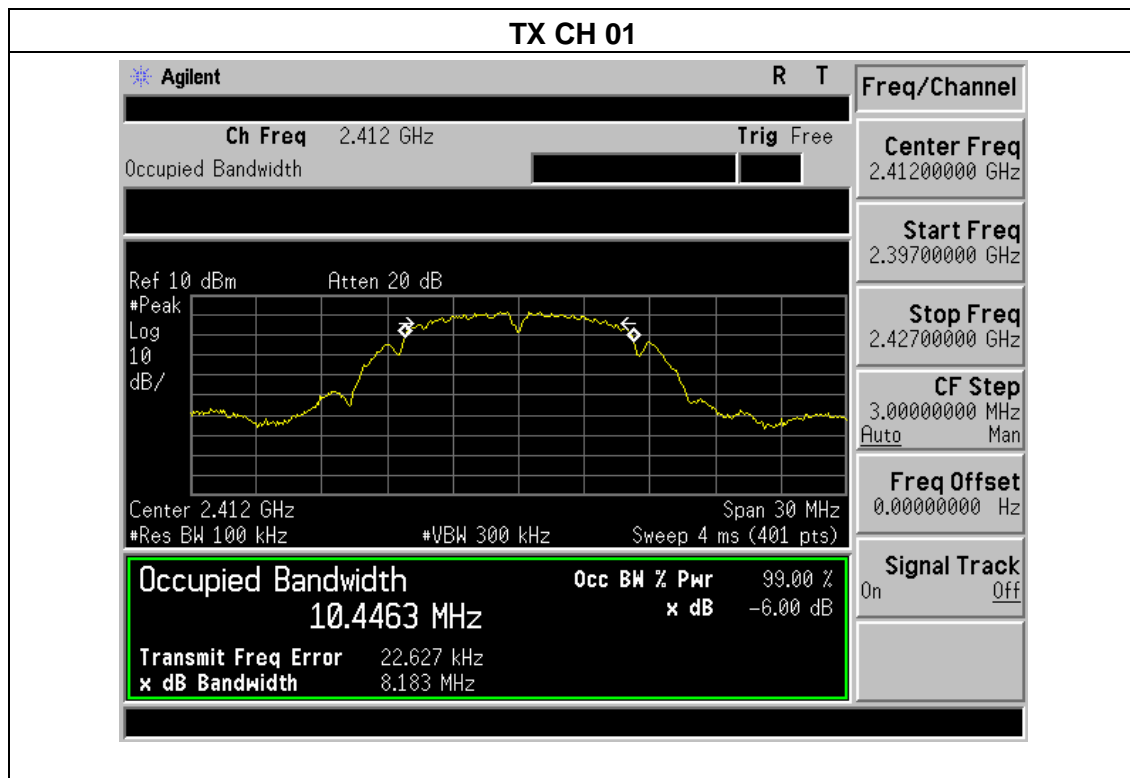 TX CH 01
Agilent R T
Freq/Channel
Ch Freq 2.412 GHz Trig Free
Occupied Bandwidth
Center Freq
2.41200000 GHz
Start Freq
2.39700000 GHz
Stop Freq
2.42700000 GHz
CF Step
3.00000000 MHz
Auto Man
Freq Offset
0.00000000 Hz
Signal Track
On Off
Ref 10 dBm Atten 20 dB
#Peak
Log
10
dB/
Center 2.412 GHz Span 30 MHz
#Res BW 100 kHz #VBW 300 kHz Sweep 4 ms (401 pts)
Occupied Bandwidth Occ BW % Pwr 99.00 %
10.4463 MHz x dB -6.00 dB
Transmit Freq Error 22.627 kHz
x dB Bandwidth 8.183 MHz